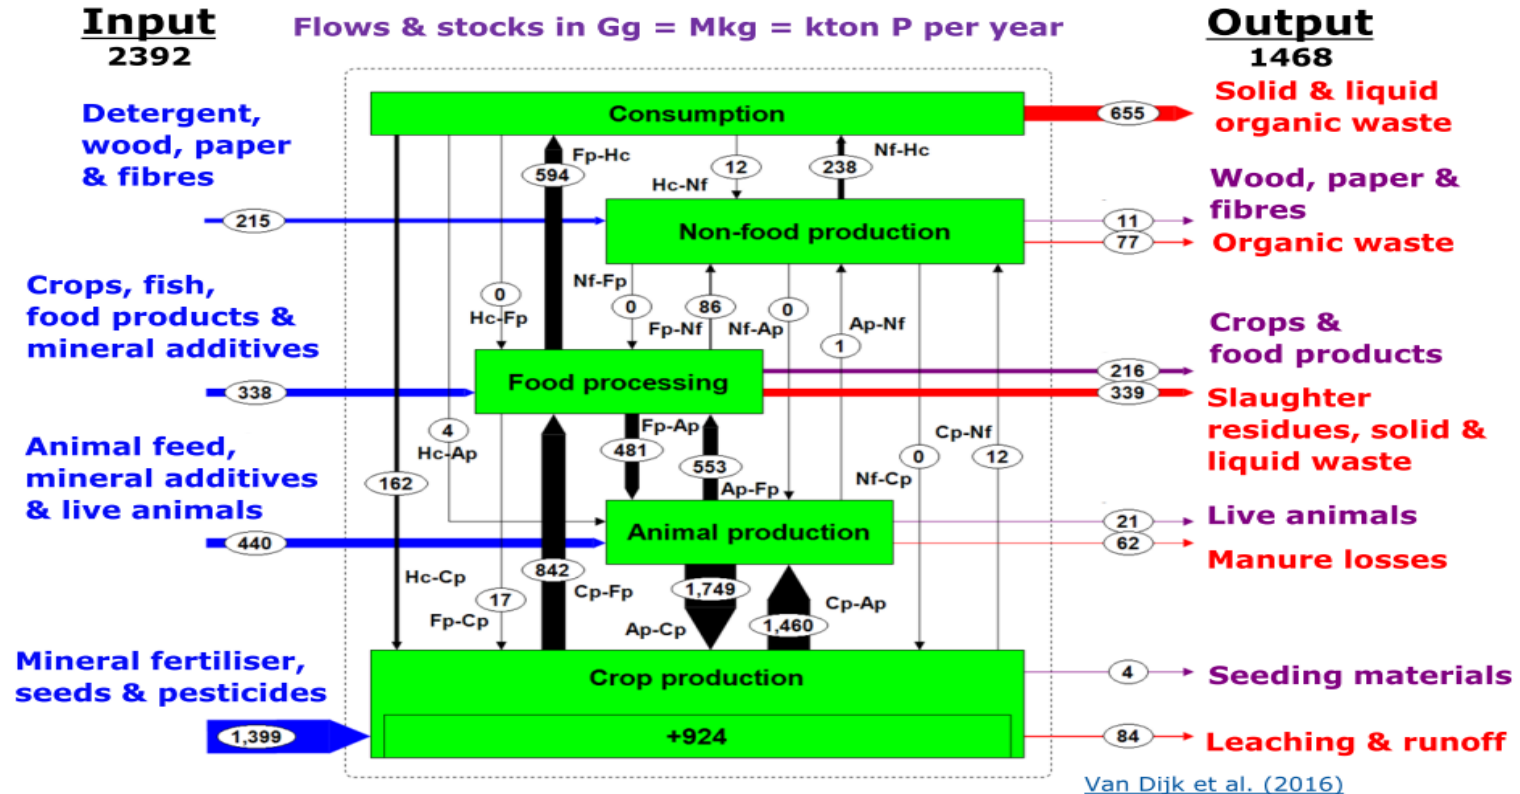 Input
2392
Flows & stocks in Gg = Mkg = kton P per year
Output
1468
Detergent,
wood, paper
& fibres
215
Crops, fish,
food products &
mineral additives
338
Animal feed,
mineral additives
& live animals
440
Mineral fertiliser,
seeds & pesticides
1,399
Consumption
655
Solid & liquid
organic waste
594
Fp-Hc
12
Hc-Nf
238
Nf-Hc
Non-food production
11
Wood, paper &
fibres
77
Organic waste
0
Hc-Fp
Nf-Fp
0
86
Fp-Nf
0
Nf-Ap
1
Ap-Nf
Food processing
216
Crops &
food products
339
Slaughter
residues, solid &
liquid waste
4
Hc-Ap
162
Hc-Cp
481
Fp-Ap
553
Ap-Fp
0
Nf-Cp
12
Cp-Nf
Animal production
21
Live animals
62
Manure losses
17
Fp-Cp
842
Cp-Fp
1,749
Ap-Cp
1,460
Cp-Ap
Crop production
+924
4
Seeding materials
84
Leaching & runoff
Van Dijk et al. (2016)